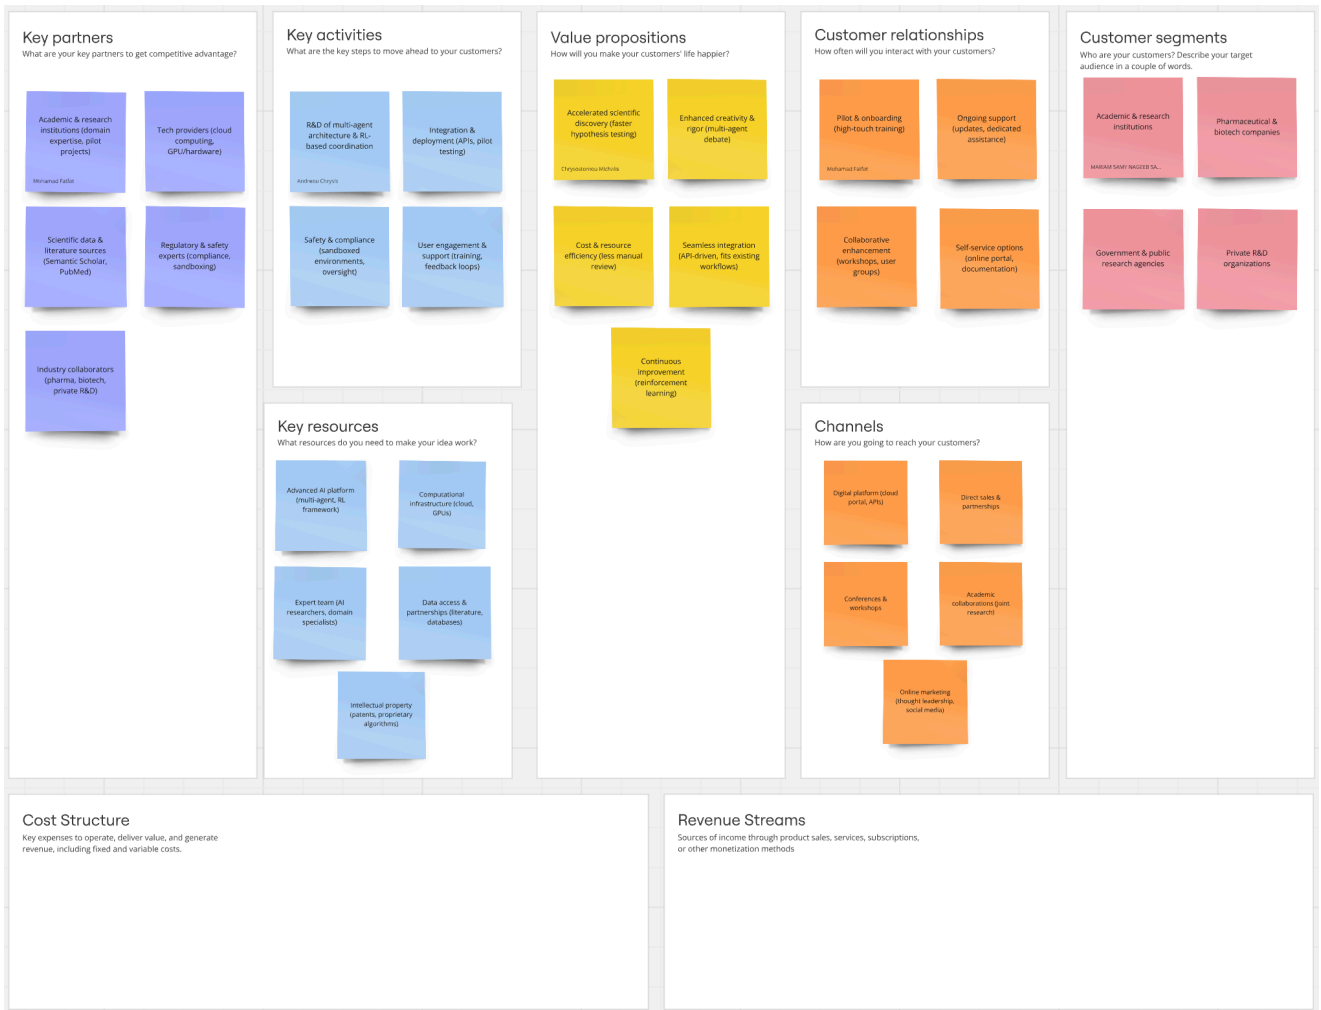 Key partners
What are your key partners to get competitive advantage?
Academic & research
institutions (domain
expertise, pilot
projects)
Mohamad Falfot
Tech providers (cloud
computing,
GPU/hardware)
Scientific data &
literature sources
(Semantic Scholar,
PubMed)
Regulatory & safety
experts (compliance,
sandboxing)
Industry collaborators
(pharma, biotech,
private R&D)
Key activities
What are the key steps to move ahead to your customers?
R&D of multi-agent
architecture & RL-
based coordination
Andreou Chrysis
Integration &
deployment (APIs, pilot
testing)
Safety & compliance
(sandboxed
environments,
oversight)
User engagement &
support (training,
feedback loops)
Key resources
What resources do you need to make your idea work?
Advanced AI platform
(multi-agent, RL
framework)
Computational
infrastructure (cloud,
GPUs)
Expert team (AI
researchers, domain
specialists)
Data access &
partnerships (literature,
databases)
Intellectual property
(patents, proprietary
algorithms)
Value propositions
How will you make your customers' life happier?
Accelerated scientific
discovery (faster
hypothesis testing)
Chrysostomou Michalis
Enhanced creativity &
rigor (multi-agent
debate)
Cost & resource
efficiency (less manual
review)
Seamless integration
(API-driven, fits existing
workflows)
Continuous
improvement
(reinforcement
learning)
Customer relationships
How often will you interact with your customers?
Pilot & onboarding
(high-touch training)
Mohamad Falfot
Ongoing support
(updates, dedicated
assistance)
Collaborative
enhancement
(workshops, user
groups)
Self-service options
(online portal,
documentation)
Channels
How are you going to reach your customers?
Digital platform (cloud
portal, APIs)
Direct sales &
partnerships
Conferences &
workshops
Academic
collaborations (joint
research)
Online marketing
(thought leadership,
social media)
Customer segments
Who are your customers? Describe your target
audience in a couple of words.
Academic & research
institutions
MARIAM SAMY NAGEEB SA...
Pharmaceutical &
biotech companies
Government & public
research agencies
Private R&D
organizations
Cost Structure
Key expenses to operate, deliver value, and generate
revenue, including fixed and variable costs.
Revenue Streams
Sources of income through product sales, services, subscriptions,
or other monetization methods